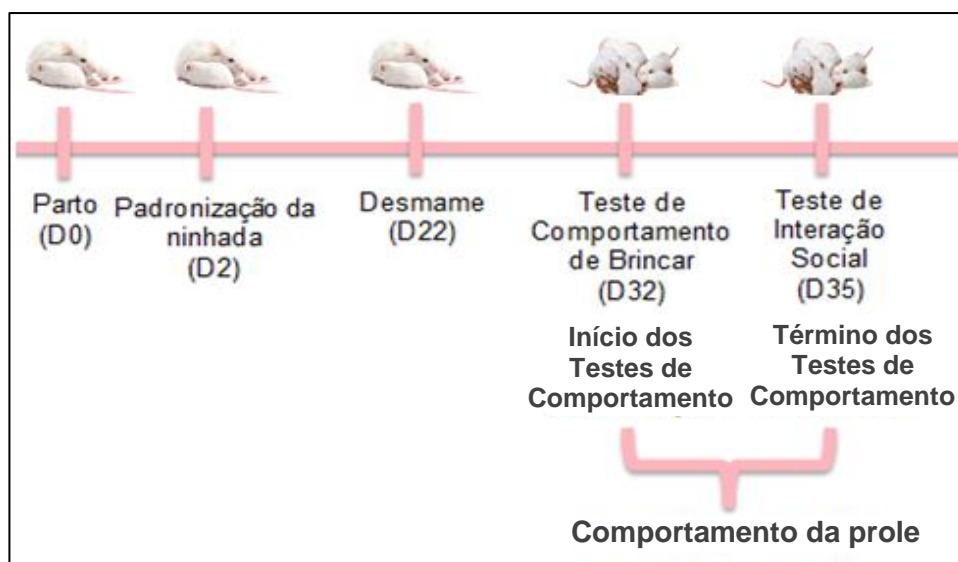 Parto
(D0)
Padronização da
ninhada
(D2)
Desmame
(D22)
Teste de
Comportamento
de Brincar
(D32)
Início dos
Testes de
Comportamento
Teste de
Interação
Social
(D35)
Término dos
Testes de
Comportamento
Comportamento da prole